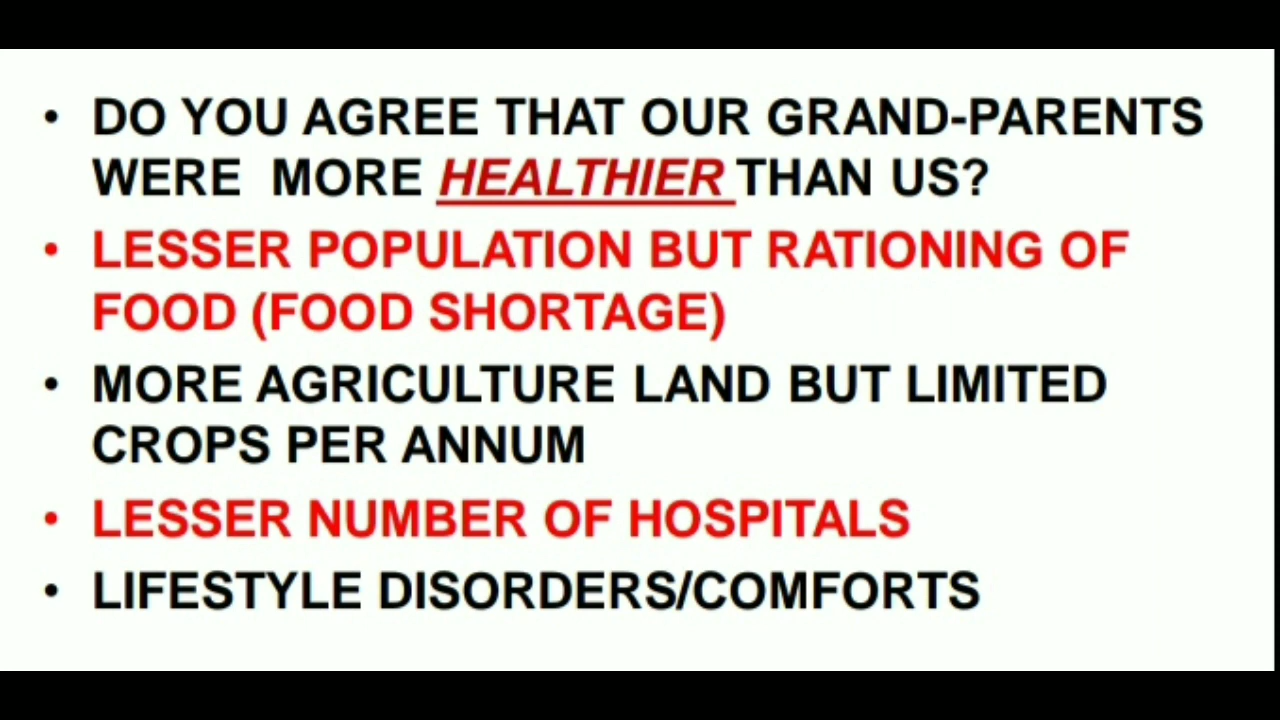 • DO YOU AGREE THAT OUR GRAND-PARENTS
WERE MORE HEALTHIER THAN US?
• LESSER POPULATION BUT RATIONING OF
FOOD (FOOD SHORTAGE)
• MORE AGRICULTURE LAND BUT LIMITED
CROPS PER ANNUM
• LESSER NUMBER OF HOSPITALS
• LIFESTYLE DISORDERS/COMFORTS